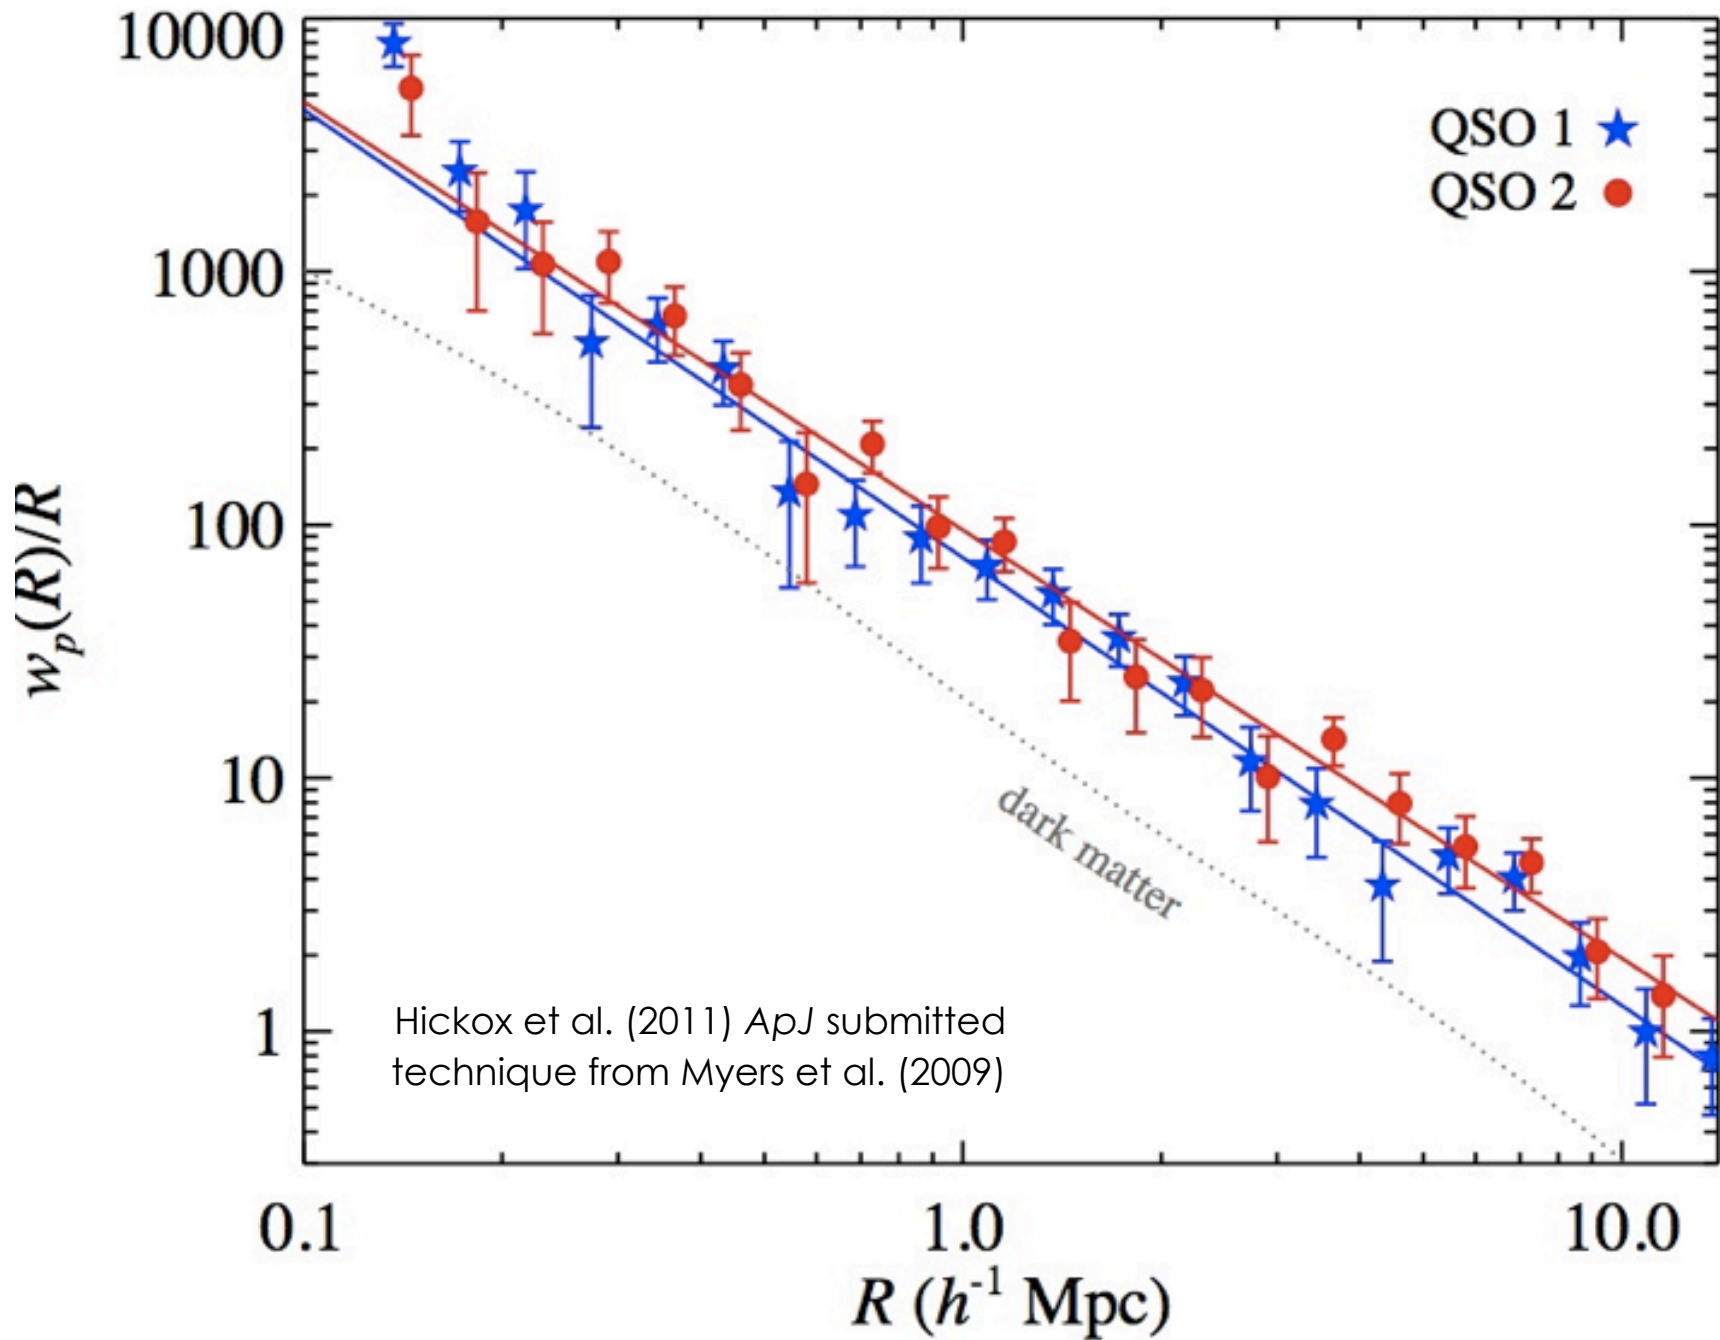 10000
1000
100
10
1
w_p(R)/R
QSO 1
QSO 2
dark matter
Hickox et al. (2011) ApJ submitted
technique from Myers et al. (2009)
0.1
1.0
10.0
R (h⁻¹ Mpc)